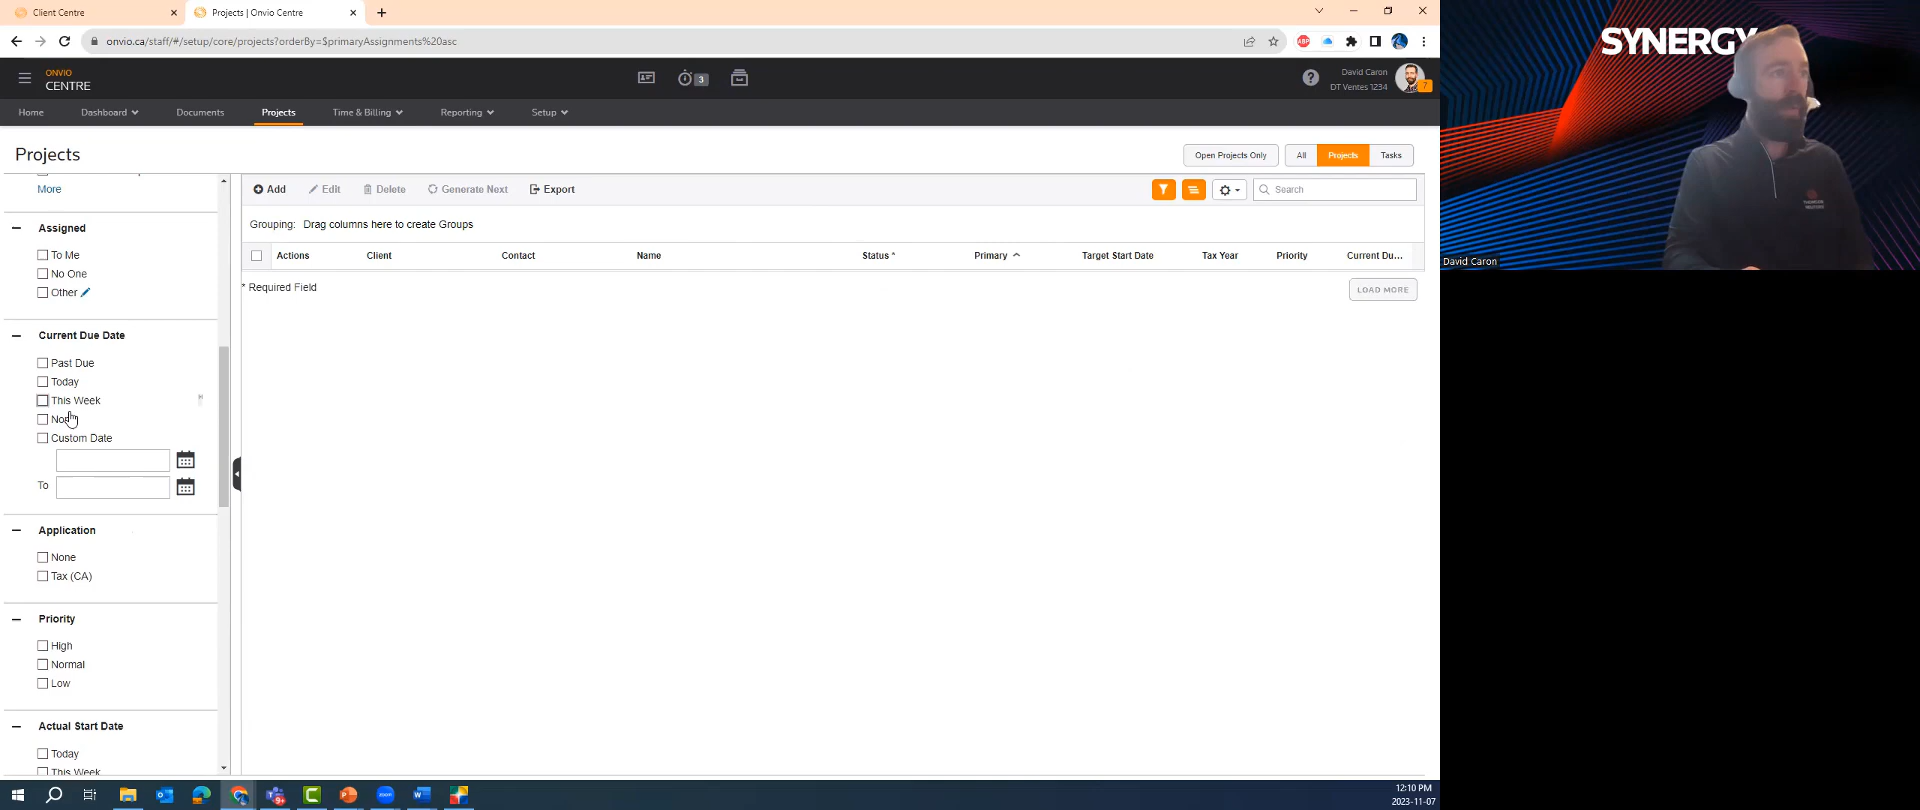 Client Centre
Projects | Onvio Centre
onvio.ca/staff/#/setup/core/projects?orderBy=$primaryAssignments%20asc
SYNERGY
ONVIO
CENTRE
3
David Caron
DT Ventes 1234
7
Home
Dashboard
Documents
Projects
Time & Billing
Reporting
Setup
Projects
Open Projects Only
All
Projects
Tasks
More
Add
Edit
Delete
Generate Next
Export
Search
Grouping: Drag columns here to create Groups
Actions
Client
Contact
Name
Status
Primary
Target Start Date
Tax Year
Priority
Current Du...
* Required Field
LOAD MORE
Assigned
To Me
No One
Other
Current Due Date
Past Due
Today
This Week
Custom Date
To
Application
None
Tax (CA)
Priority
High
Normal
Low
Actual Start Date
Today
This Week
David Caron
12:10 PM
2023-11-07